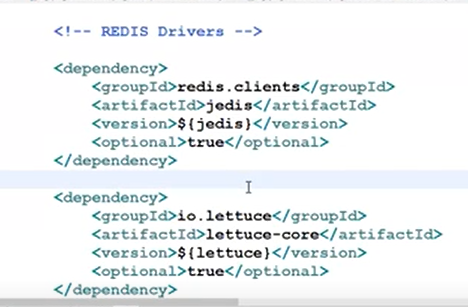 <!-- REDIS Drivers -->
<dependency>
<groupId>redis.clients</groupId>
<artifactId>jedis</artifactId>
<version>${jedis}</version>
<optional>true</optional>
</dependency>
<dependency>
<groupId>io.lettuce</groupId>
<artifactId>lettuce-core</artifactId>
<version>${lettuce}</version>
<optional>true</optional>
</dependency>